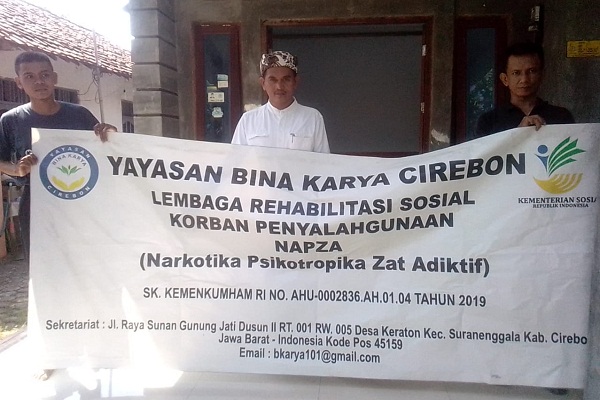 YAYASAN
BINA KARYA
CIREBON
YAYASAN BINA KARYA CIREBON
LEMBAGA REHABILITASI SOSIAL
KORBAN PENYALAHGUNAAN
NAPZA
(Narkotika Psikotropika Zat Adiktif)
KEMENTERIAN SOSIA
REPUBLIK INDONESIA
SK. KEMENKUMHAM RI NO. AHU-0002836.AH.01.04 TAHUN 2019
Sekretariat : Jl. Raya Sunan Gunung Jati Dusun II RT. 001 RW. 005 Desa Keraton Kec. Suranenggala Kab. Cirebo
Jawa Barat - Indonesia Kode Pos 45159
Email : bkarya101@gmail.com